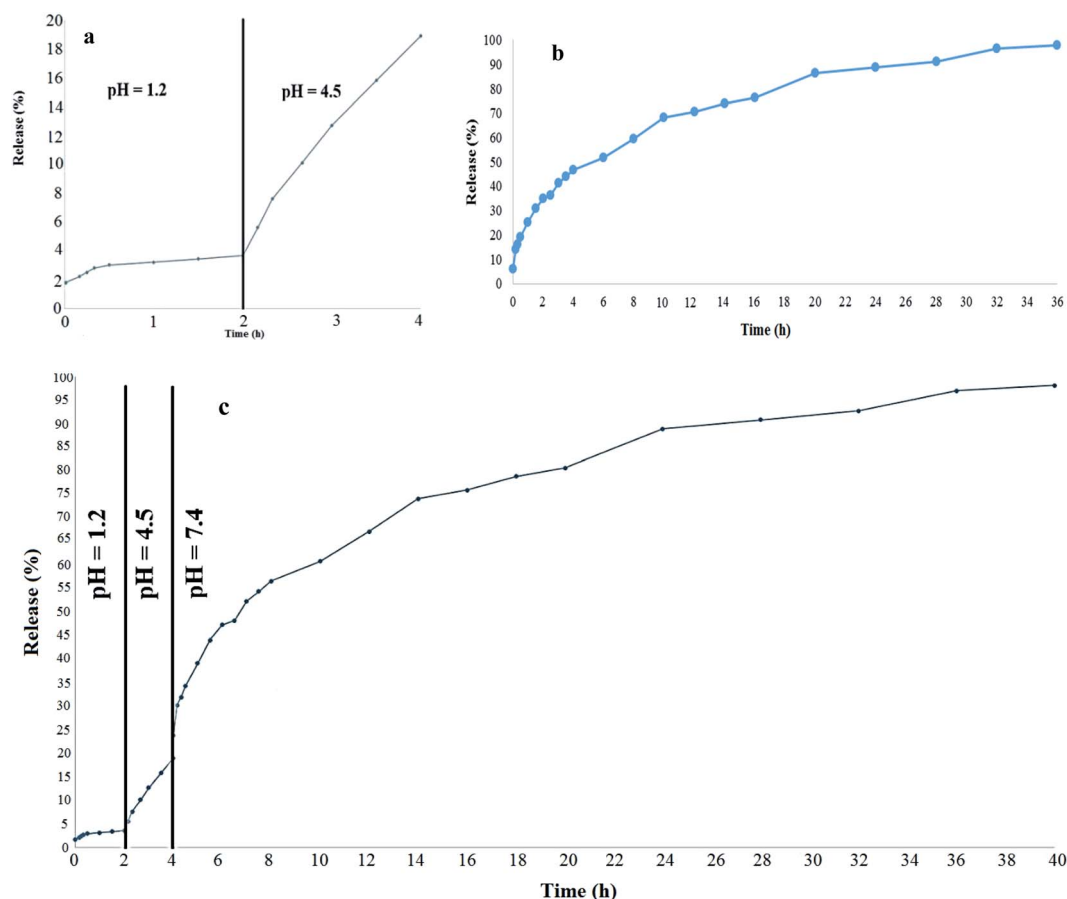 a
pH = 1.2
pH = 4.5
Release (%)
20
18
16
14
12
10
8
6
4
2
0
0 1 2 3 4
Time (h)
b
Release (%)
100
90
80
70
60
50
40
30
20
10
0
0 2 4 6 8 10 12 14 16 18 20 22 24 26 28 30 32 34 36
Time (h)
c
pH = 1.2
pH = 4.5
pH = 7.4
Release (%)
100
95
90
85
80
75
70
65
60
55
50
45
40
35
30
25
20
15
10
5
0
0 2 4 6 8 10 12 14 16 18 20 22 24 26 28 30 32 34 36 38 40
Time (h)